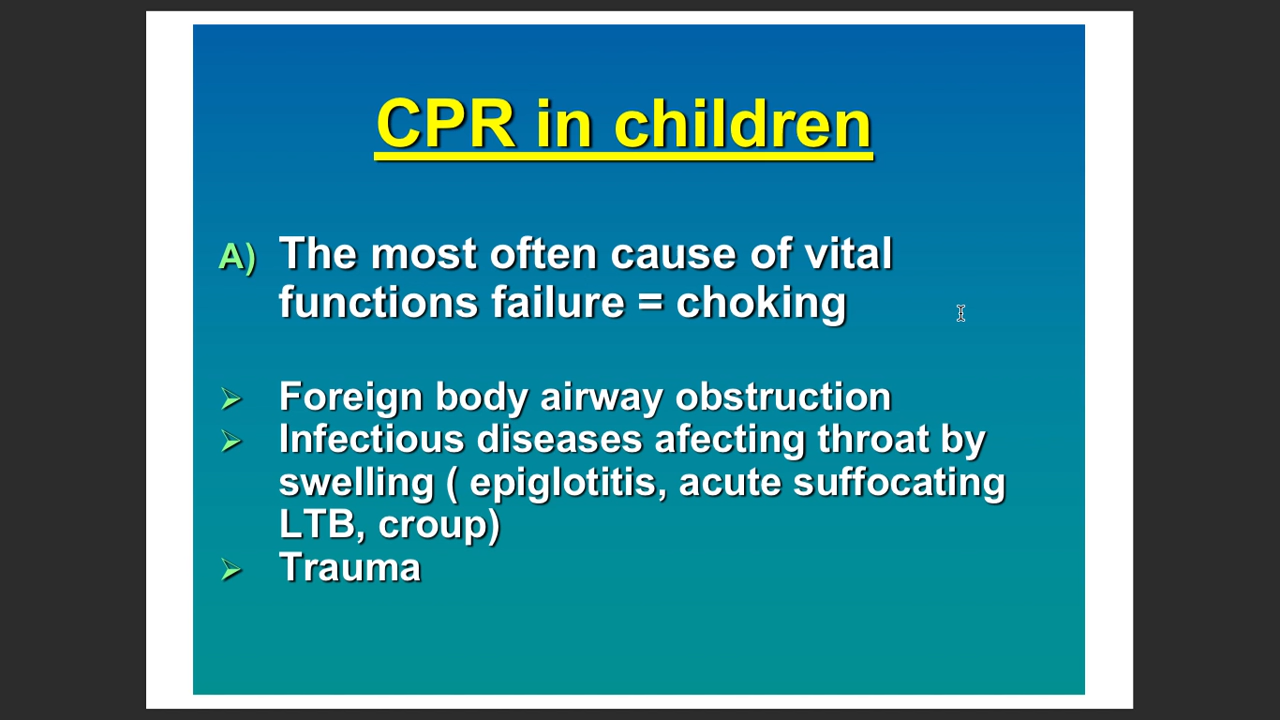 CPR in children
A) The most often cause of vital
functions failure = choking
Foreign body airway obstruction
Infectious diseases afecting throat by
swelling ( epiglotitis, acute suffocating
LTB, croup)
Trauma